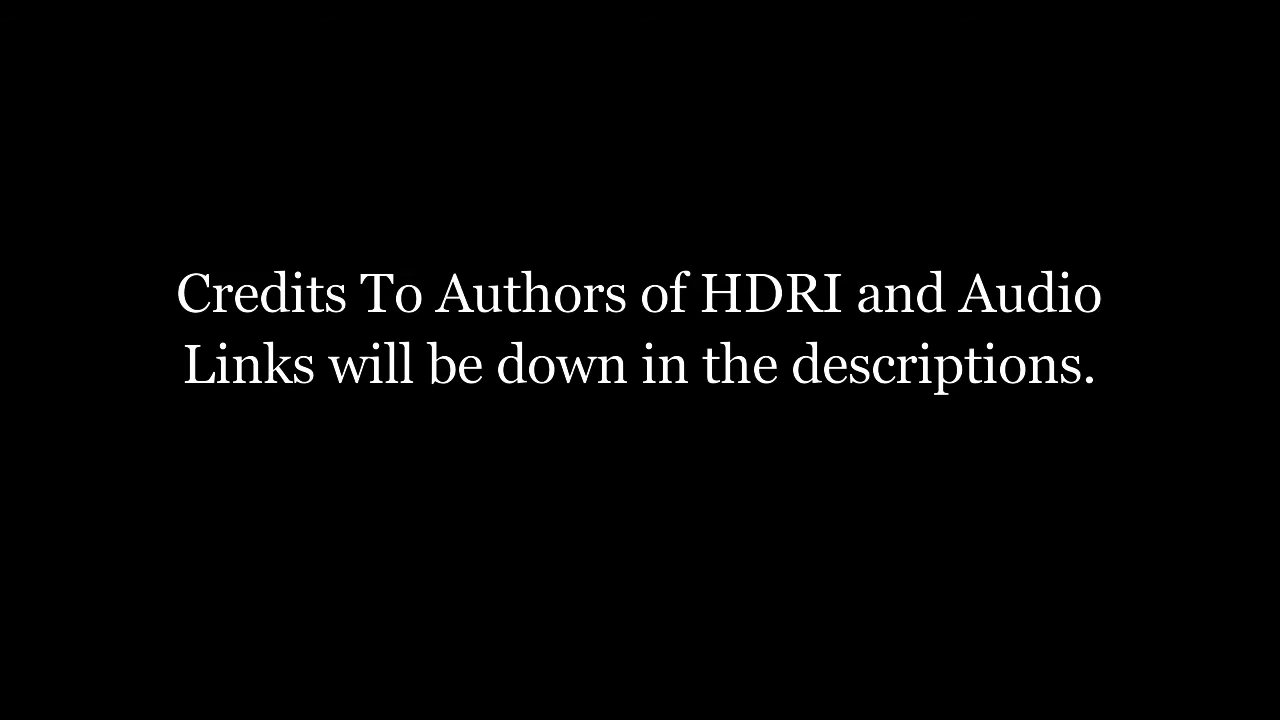 Credits To Authors of HDRI and Audio
Links will be down in the descriptions.